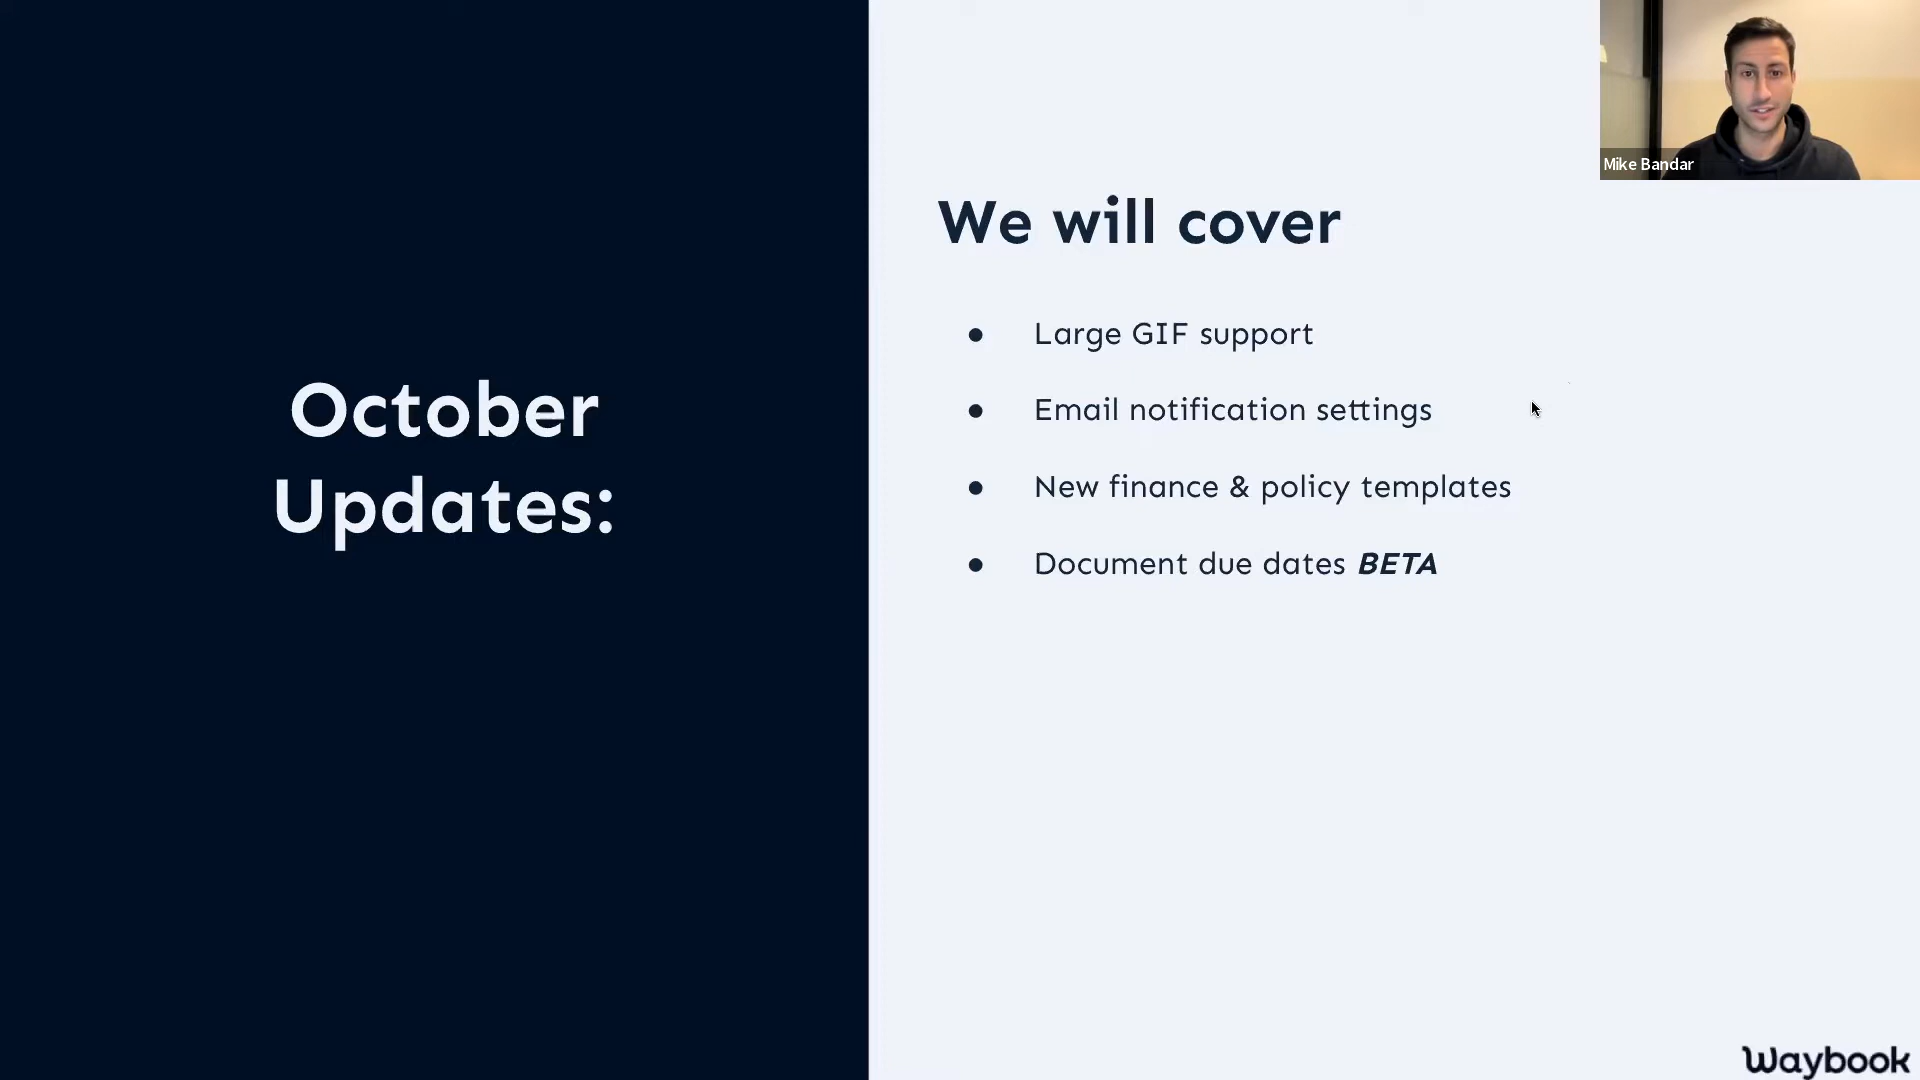 October
Updates:
We will cover
● Large GIF support
● Email notification settings
● New finance & policy templates
● Document due dates BETA
Mike Bandar
Waybook